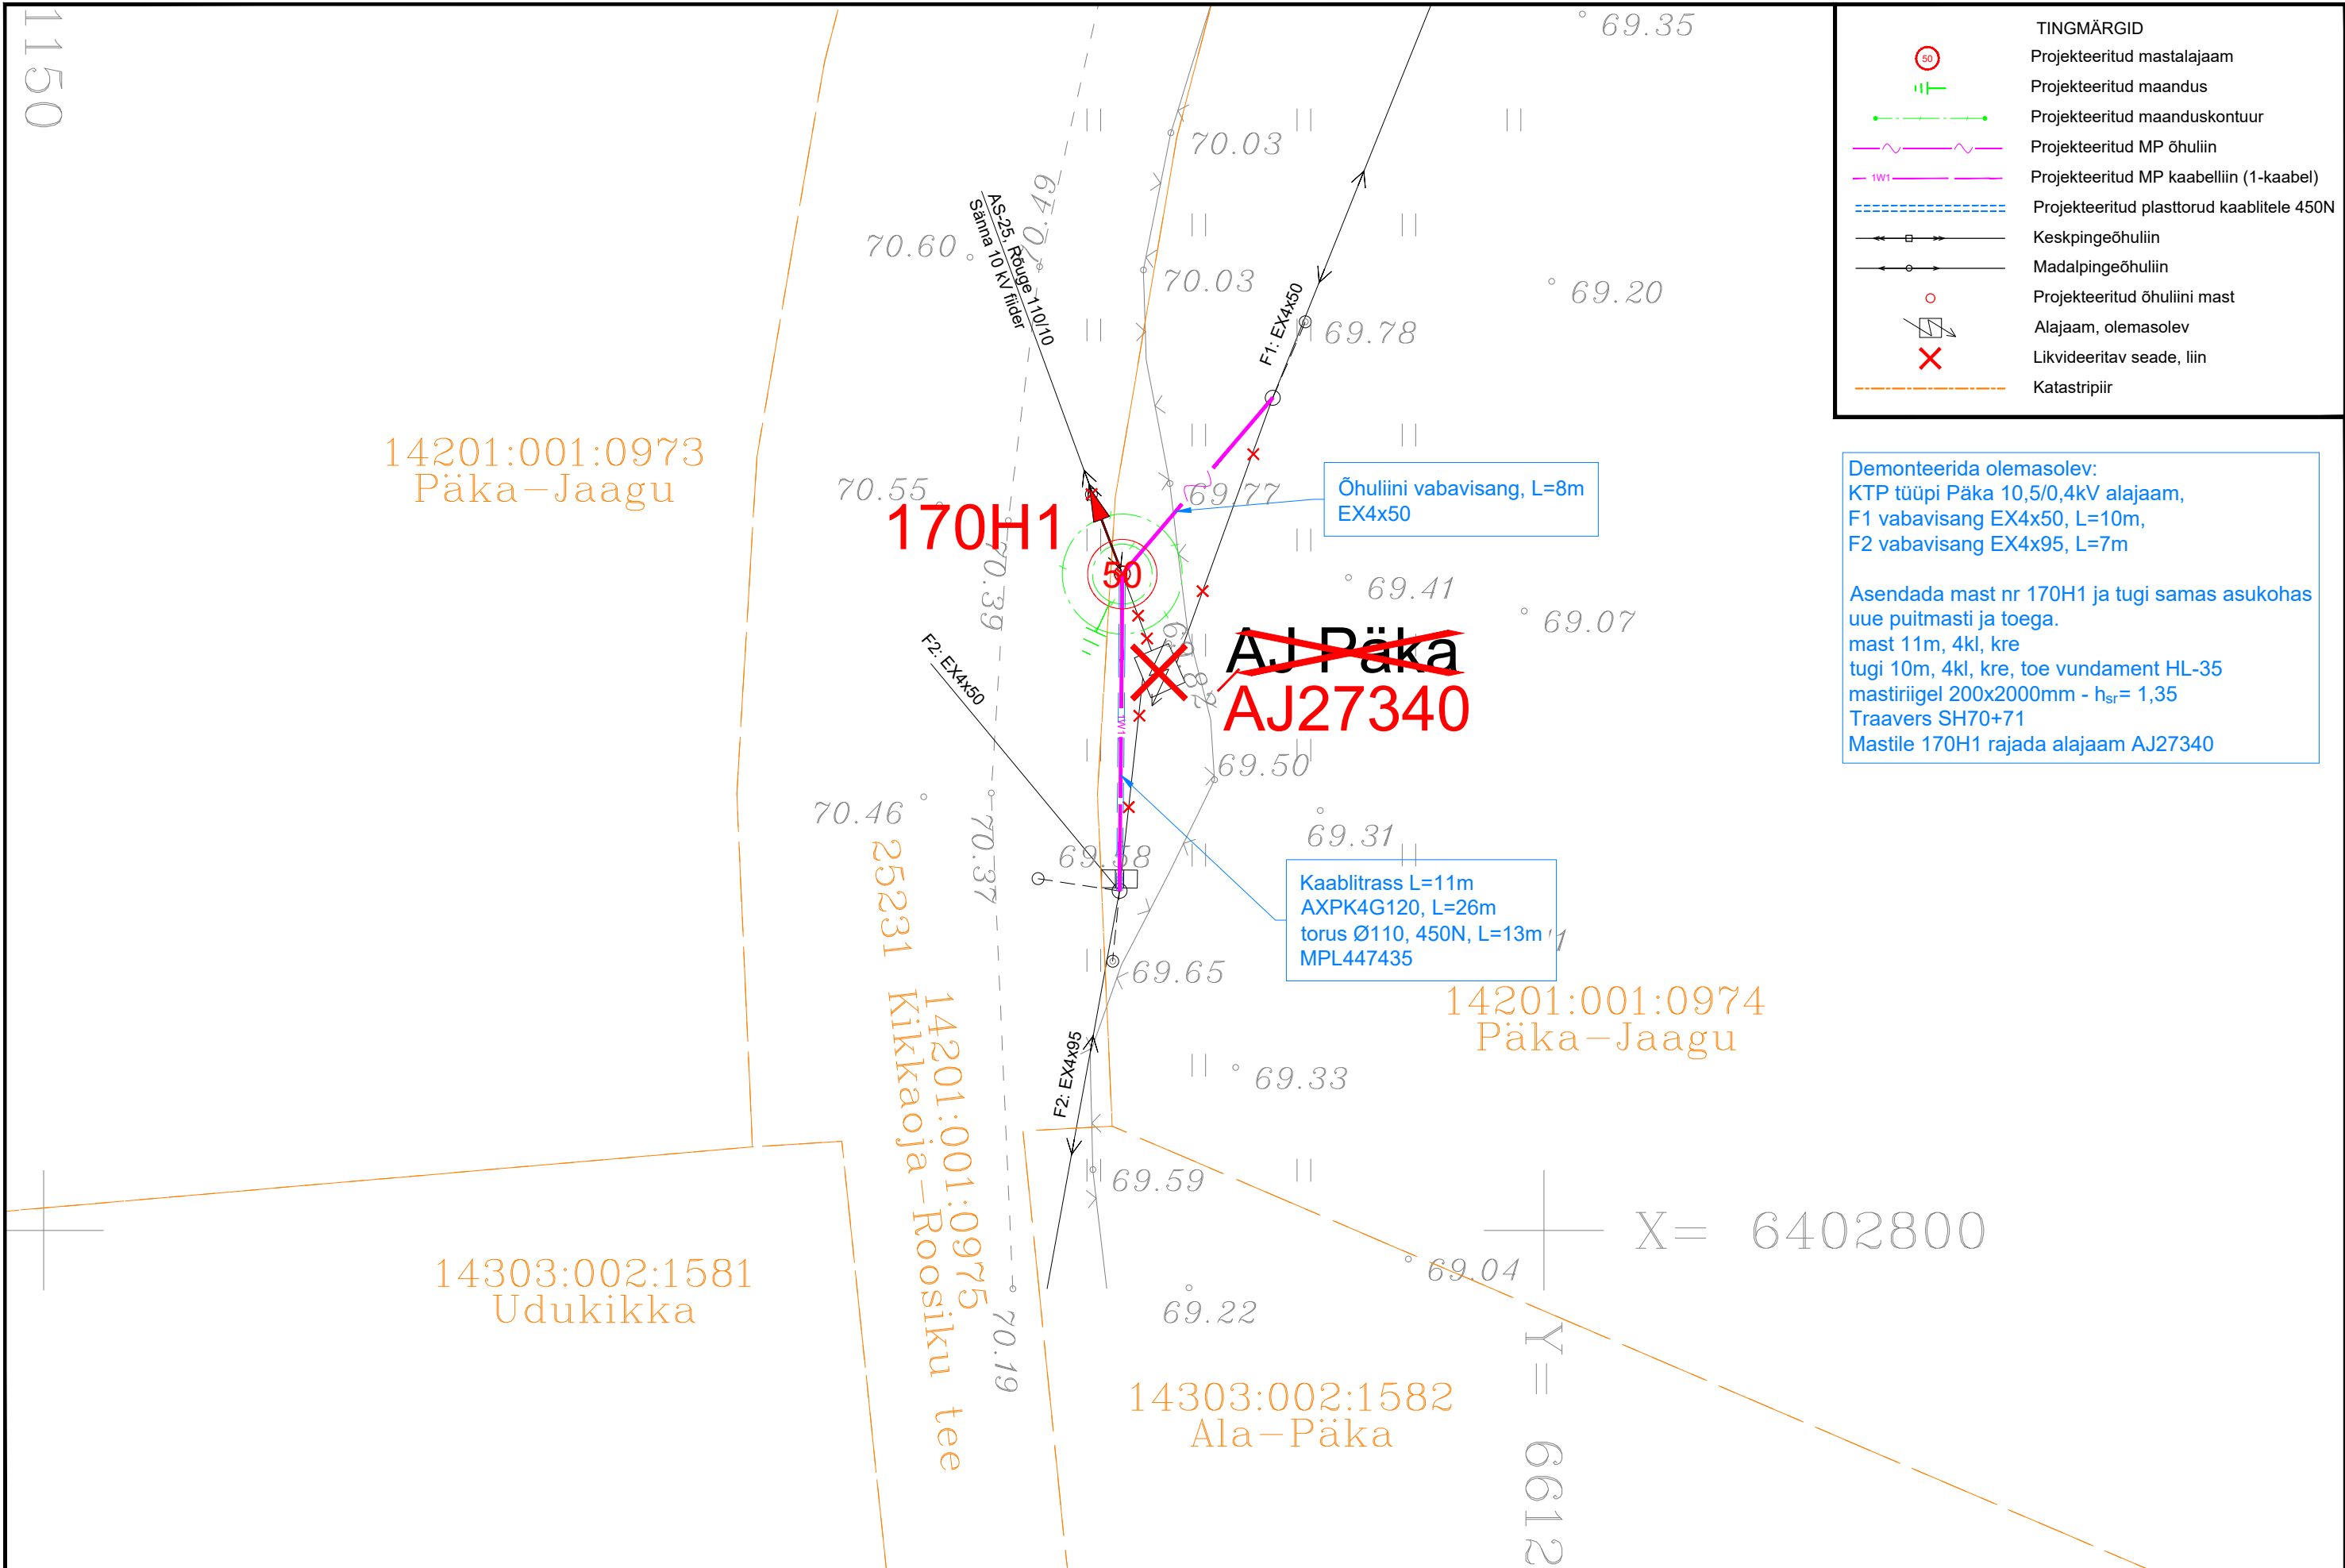 1150
69.35
TINGMÄRGID
50
Projekteeritud mastalajaam
Projekteeritud maandus
Projekteeritud maanduskontuur
Projekteeritud MP õhuliin
1W1
Projekteeritud MP kaabelliin (1-kaabel)
Projekteeritud plasttorud kaablitele 450N
Keskpingeõhuliin
Madalpingeõhuliin
Projekteeritud õhuliini mast
Alajaam, olemasolev
Likvideeritav seade, liin
Katastripiir
70.03
70.49
AS-25, Rõuge 110/10
Sänna 10 kV fiider
70.60
70.03
69.20
F1: EX4x50
69.78
14201:001:0973
Päka-Jaagu
70.55
69.77
Õhuliini vabavisang, L=8m
EX4x50
Demonteerida olemasolev:
KTP tüüpi Päka 10,5/0,4kV alajaam,
F1 vabavisang EX4x50, L=10m,
F2 vabavisang EX4x95, L=7m
Asendada mast nr 170H1 ja tugi samas asukohas
uue puitmasti ja toega.
mast 11m, 4kl, kre
tugi 10m, 4kl, kre, toe vundament HL-35
mastiriigel 200x2000mm - hsr= 1,35
Traavers SH70+71
Mastile 170H1 rajada alajaam AJ27340
170H1
50
70.39
69.41
69.07
F2: EX4x50
69.82
AJ Päka
AJ27340
1W1
69.50
70.46
70.37
69.31
69.58
Kaablitrass L=11m
AXPK4G120, L=26m
torus Ø110, 450N, L=13m
MPL447435
69.65
14201:001:0974
Päka-Jaagu
25231 Kikkaoja-Roosiku tee
14201:001:0975
F2: EX4x95
69.33
69.59
X= 6402800
14303:002:1581
Udukikka
69.04
69.22
70.19
14303:002:1582
Ala-Päka
Y= 6612